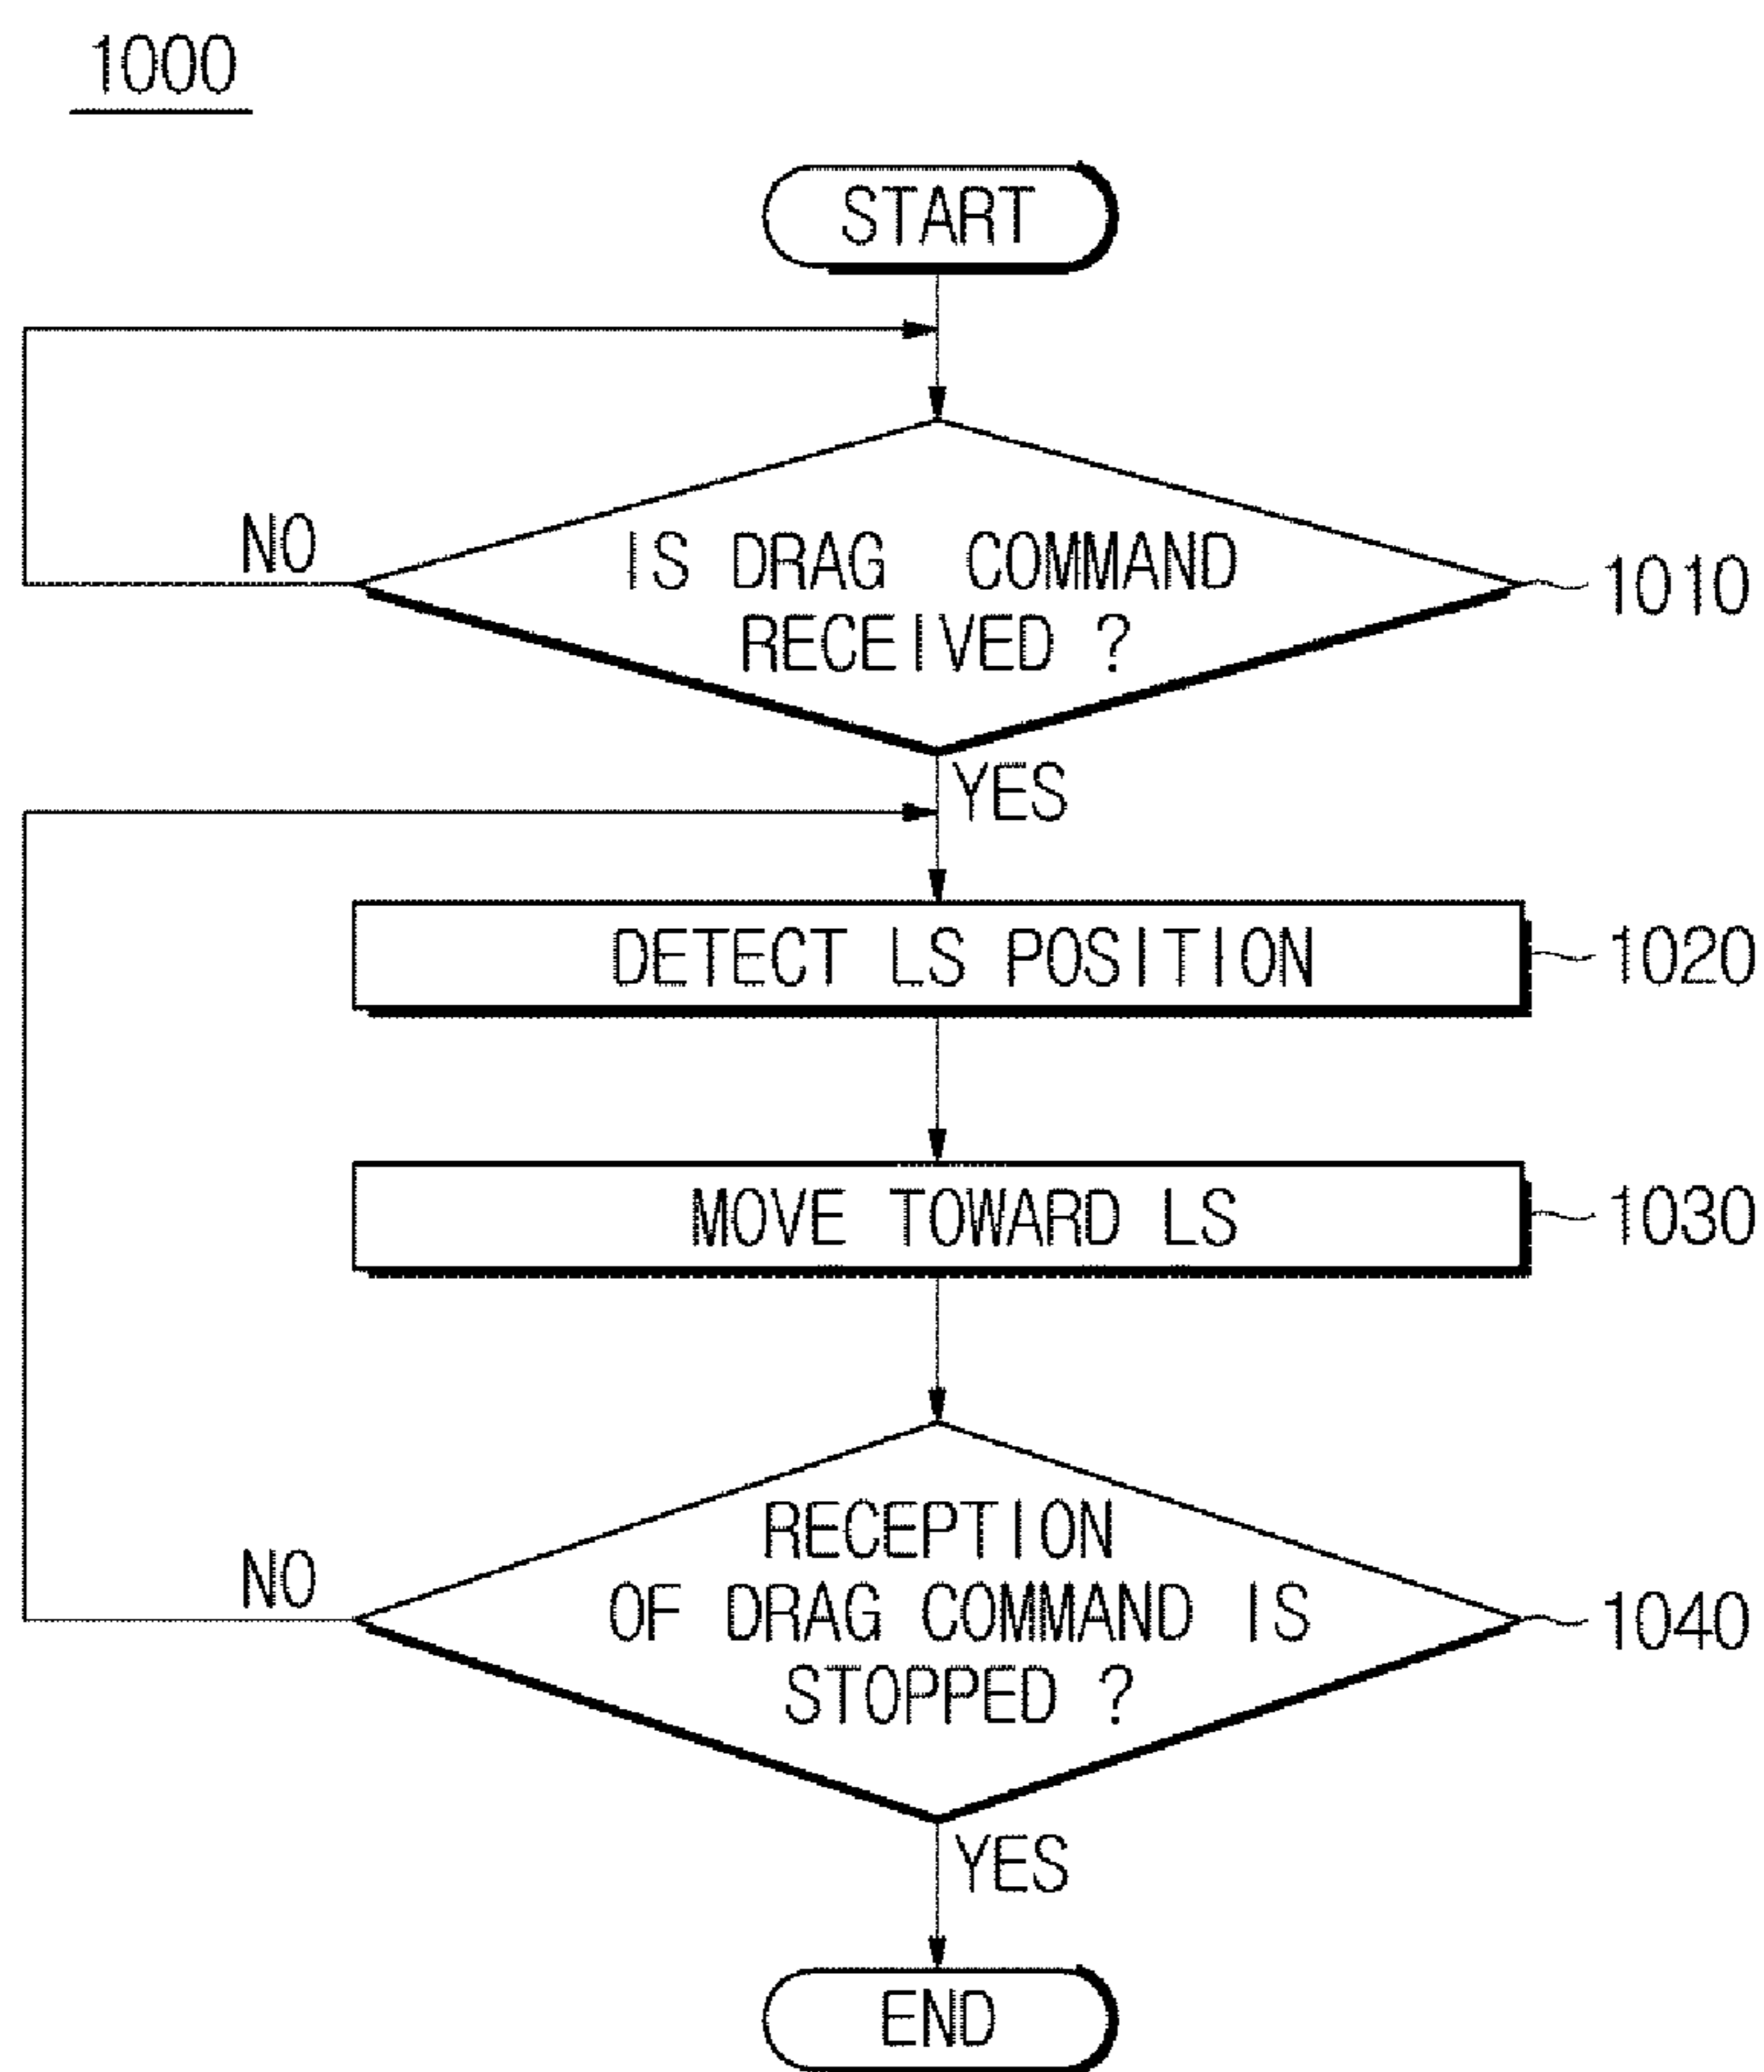 1000
START
NO
IS DRAG COMMAND
RECEIVED ?
1010
YES
DETECT LS POSITION
1020
MOVE TOWARD LS
1030
RECEPTION
NO
OF DRAG COMMAND IS
STOPPED ?
1040
YES
END